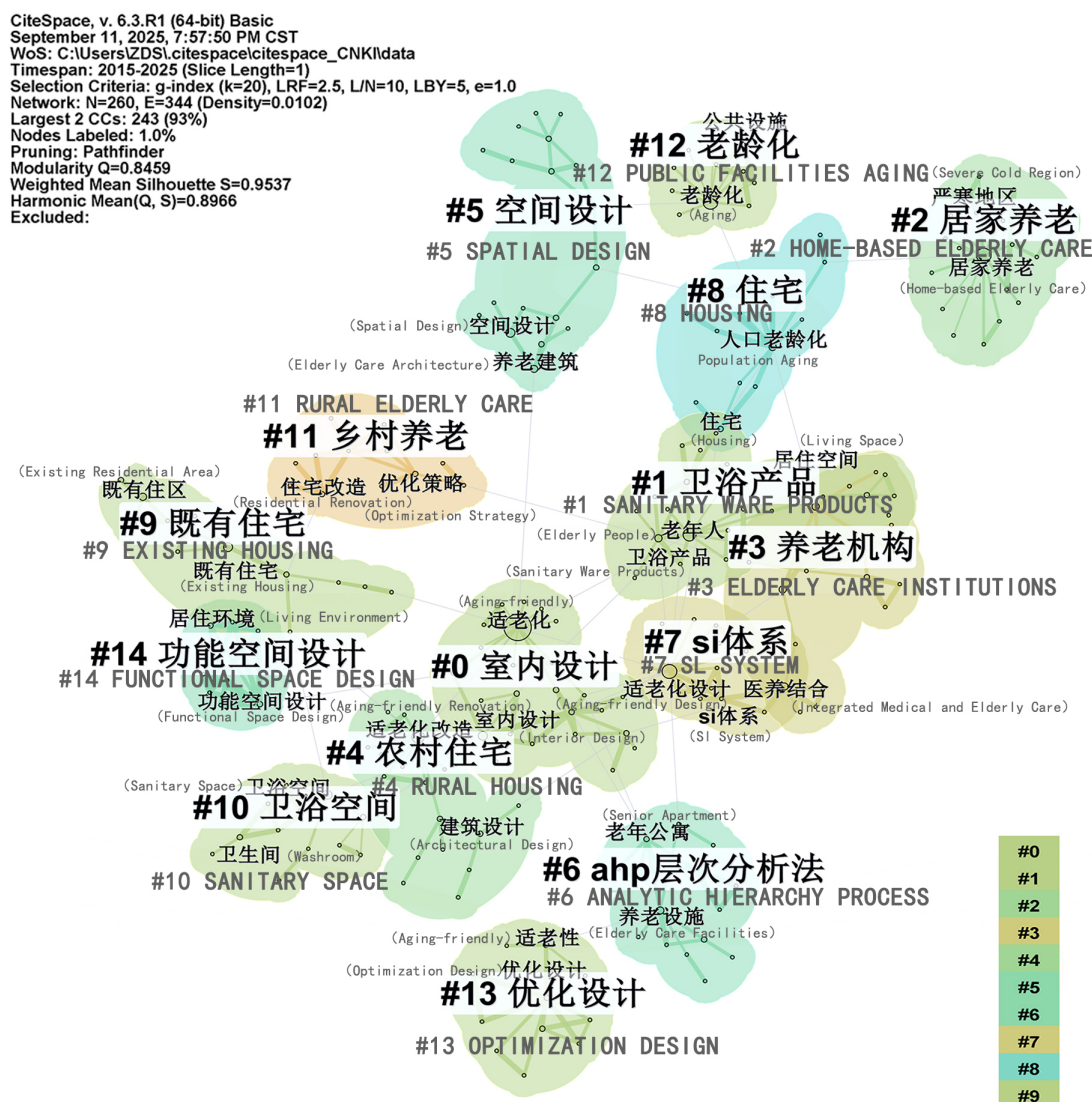 CiteSpace, v. 6.3.R1 (64-bit) Basic
September 11, 2025, 7:57:50 PM CST
WoS: C:\Users\ZDS\.citespace\citespace_CNKI\data
Timespan: 2015-2025 (Slice Length=1)
Selection Criteria: g-index (k=20), LRF=2.5, L/N=10, LBY=5, e=1.0
Network: N=260, E=344 (Density=0.0102)
Largest 2 CCs: 243 (93%)
Nodes Labeled: 1.0%
Pruning: Pathfinder
Modularity Q=0.8459
Weighted Mean Silhouette S=0.9537
Harmonic Mean(Q, S)=0.8966
Excluded:
公共设施
#12 老龄化
#12 PUBLIC FACILITIES AGING
老龄化
(Aging)
(Severe Cold Region)
严寒地区
#2 居家养老
#2 HOME-BASED ELDERLY CARE
居家养老
(Home-based Elderly Care)
#5 空间设计
#5 SPATIAL DESIGN
(Spatial Design)
空间设计
(Elderly Care Architecture)
养老建筑
#8 住宅
#8 HOUSING
人口老龄化
Population Aging
住宅
(Housing)
#11 RURAL ELDERLY CARE
#11 乡村养老
住宅改造
优化策略
(Residential Renovation)
(Optimization Strategy)
(Living Space)
居住空间
#1 卫浴产品
#1 SANITARY WARE PRODUCTS
(Elderly People)
老年人
卫浴产品
(Sanitary Ware Products)
(Existing Residential Area)
既有住区
#9 既有住宅
#9 EXISTING HOUSING
既有住宅
(Existing Housing)
#3 养老机构
#3 ELDERLY CARE INSTITUTIONS
居住环境
(Living Environment)
#14 功能空间设计
#14 FUNCTIONAL SPACE DESIGN
功能空间设计
(Functional Space Design)
(Aging-friendly)
适老化
#0 室内设计
室内设计
(Interior Design)
#7 si体系
#7 SL SYSTEM
适老化设计
(Aging-friendly Design)
医养结合
(Integrated Medical and Elderly Care)
si体系
(SI System)
(Aging-friendly Renovation)
适老化改造
#4 农村住宅
#4 RURAL HOUSING
建筑设计
(Architectural Design)
(Sanitary Space)
卫浴空间
#10 卫浴空间
卫生间
(Washroom)
#10 SANITARY SPACE
(Senior Apartment)
老年公寓
#6 ahp层次分析法
#6 ANALYTIC HIERARCHY PROCESS
养老设施
(Elderly Care Facilities)
(Aging-friendly)
适老性
(Optimization Design)
优化设计
#13 优化设计
#13 OPTIMIZATION DESIGN
#0
#1
#2
#3
#4
#5
#6
#7
#8
#9